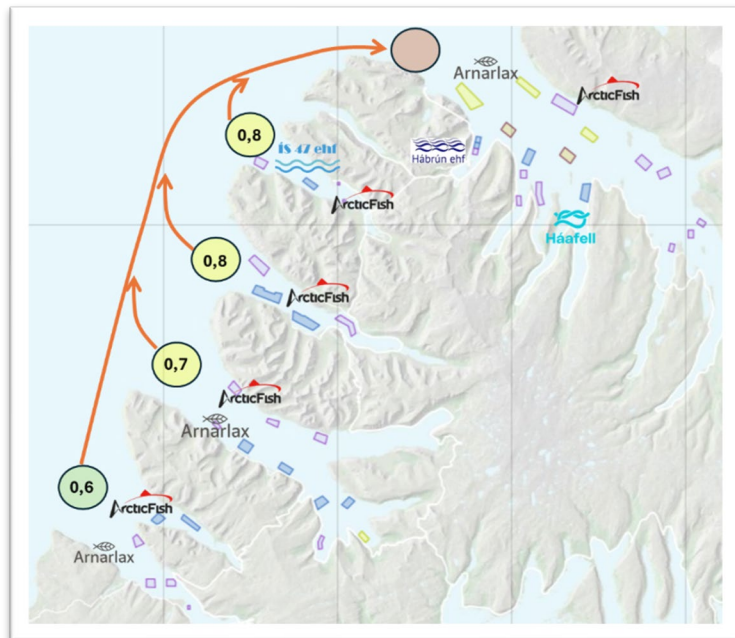 Arnarlax
ArcticFish
0,8
ÍS 47 ehf
Hábrún ehf
ArcticFish
Háafell
0,8
ArcticFish
0,7
ArcticFish
Arnarlax
0,6
ArcticFish
Arnarlax